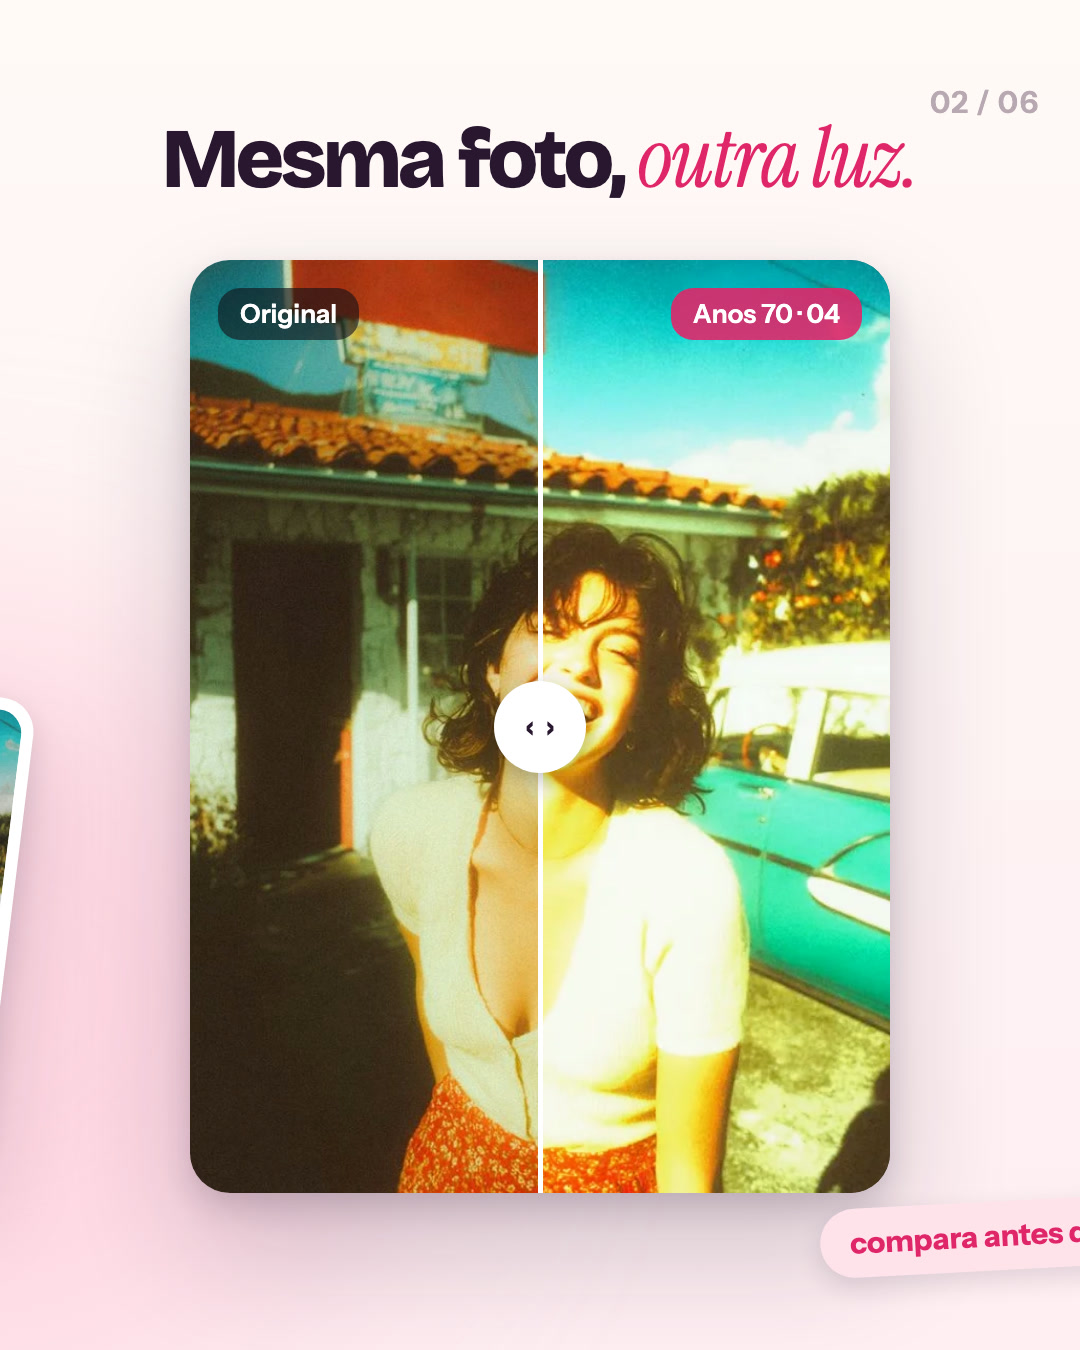 02 / 06
Mesma foto, outra luz.
Original
Anos 70 · 04
‹ ›
compara antes